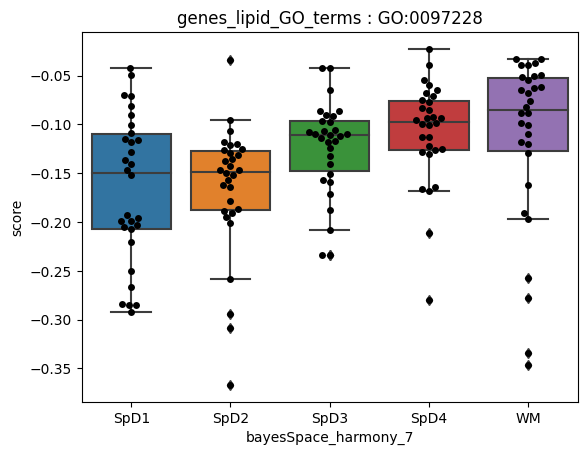 genes_lipid_GO_terms : GO:0097228
score
−0.05
−0.10
−0.15
−0.20
−0.25
−0.30
−0.35
SpD1 SpD2 SpD3 SpD4 WM
bayesSpace_harmony_7